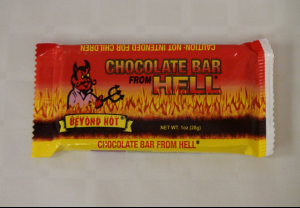 CAUTION- NOT INTENDED FOR CHILDREN
CHOCOLATE BAR
FROM HELL®
BEYOND HOT
NET WT. 1oz (28g)
CHOCOLATE BAR FROM HELL®